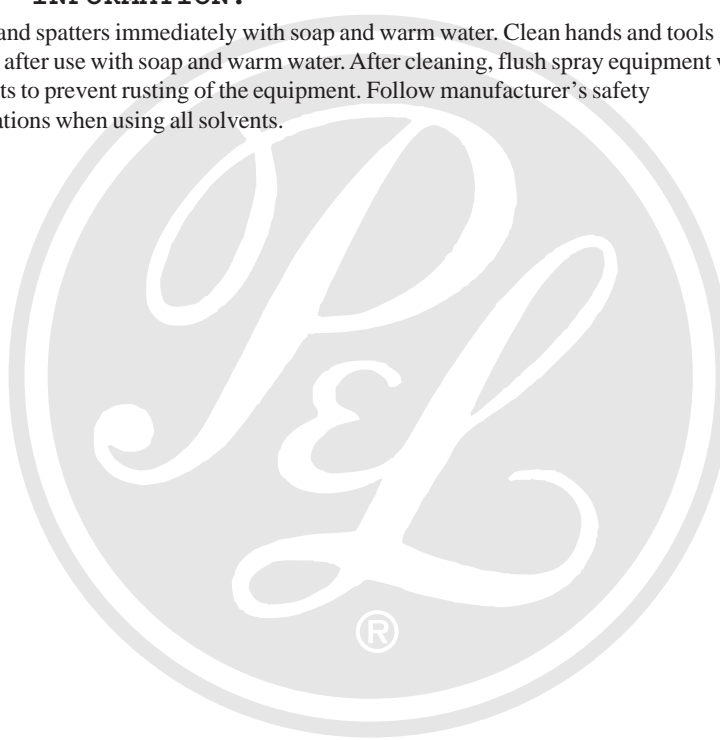 INFORMATION:
and spatters immediately with soap and warm water. Clean hands and tools
after use with soap and warm water. After cleaning, flush spray equipment
ts to prevent rusting of the equipment. Follow manufacturer's safety
ations when using all solvents.
P&L
®